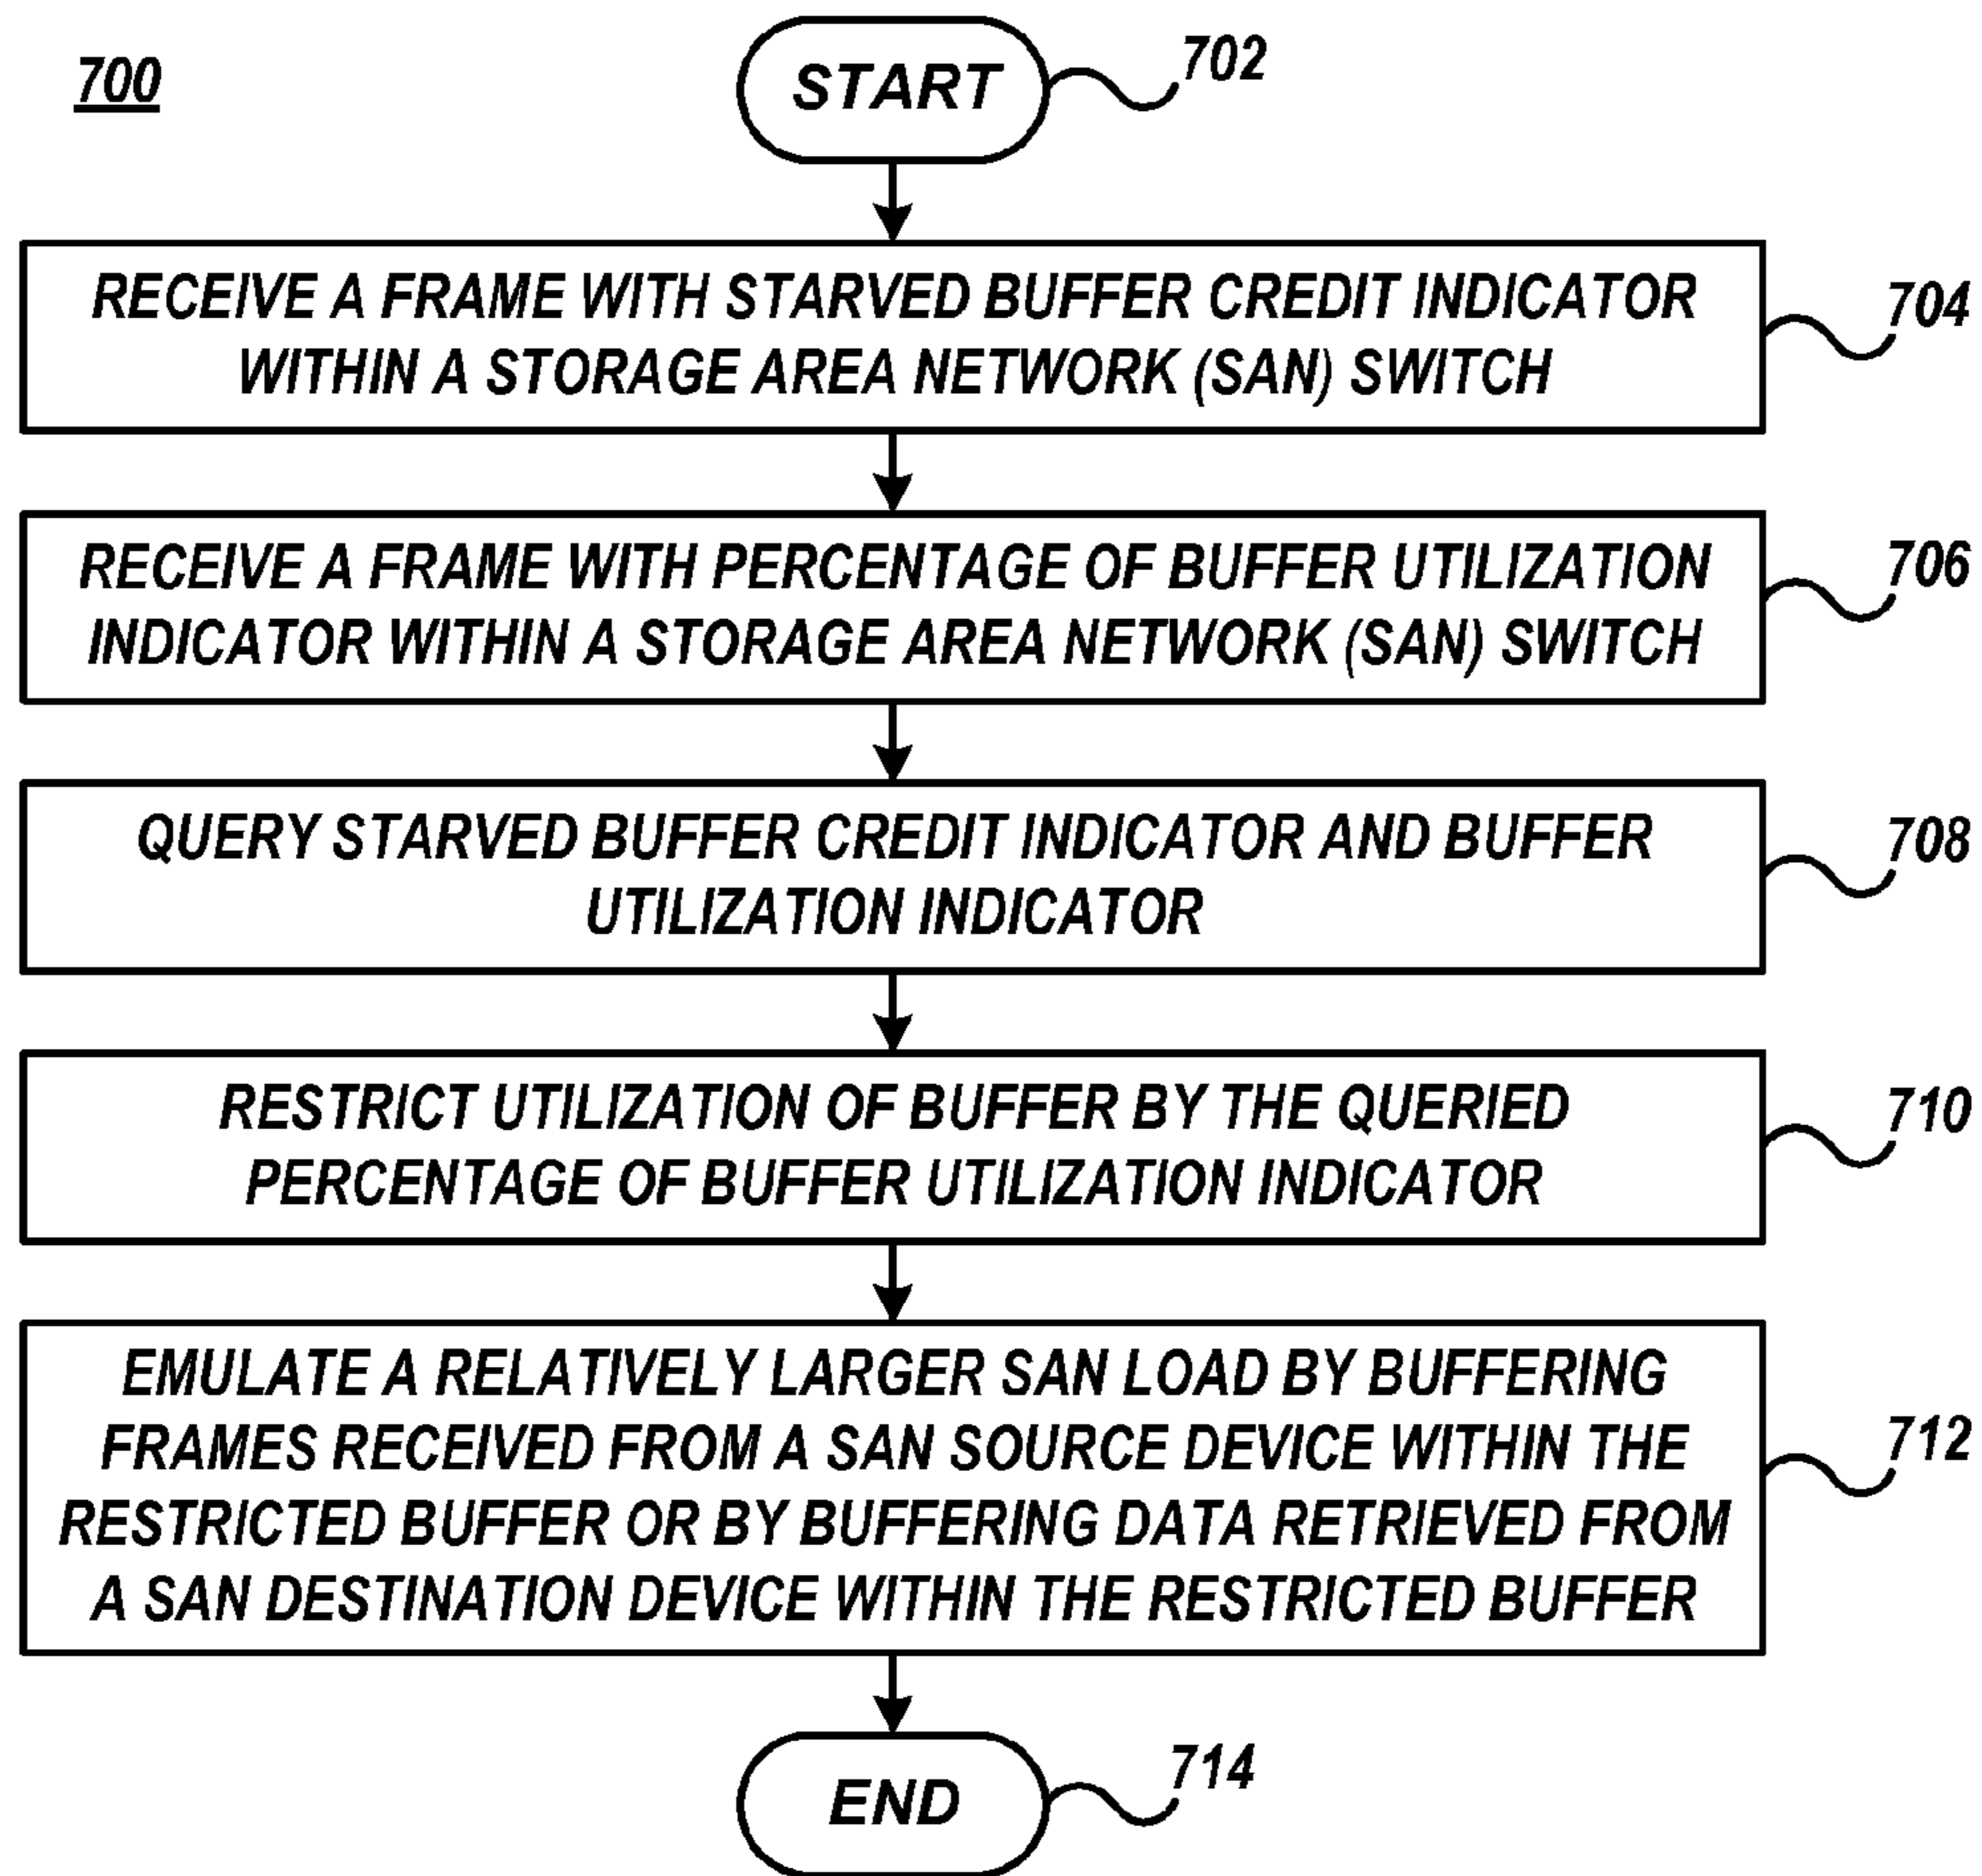 700
START
702
RECEIVE A FRAME WITH STARVED BUFFER CREDIT INDICATOR
WITHIN A STORAGE AREA NETWORK (SAN) SWITCH
704
RECEIVE A FRAME WITH PERCENTAGE OF BUFFER UTILIZATION
INDICATOR WITHIN A STORAGE AREA NETWORK (SAN) SWITCH
706
QUERY STARVED BUFFER CREDIT INDICATOR AND BUFFER
UTILIZATION INDICATOR
708
RESTRICT UTILIZATION OF BUFFER BY THE QUERIED
PERCENTAGE OF BUFFER UTILIZATION INDICATOR
710
EMULATE A RELATIVELY LARGER SAN LOAD BY BUFFERING
FRAMES RECEIVED FROM A SAN SOURCE DEVICE WITHIN THE
RESTRICTED BUFFER OR BY BUFFERING DATA RETRIEVED FROM
A SAN DESTINATION DEVICE WITHIN THE RESTRICTED BUFFER
712
END
714